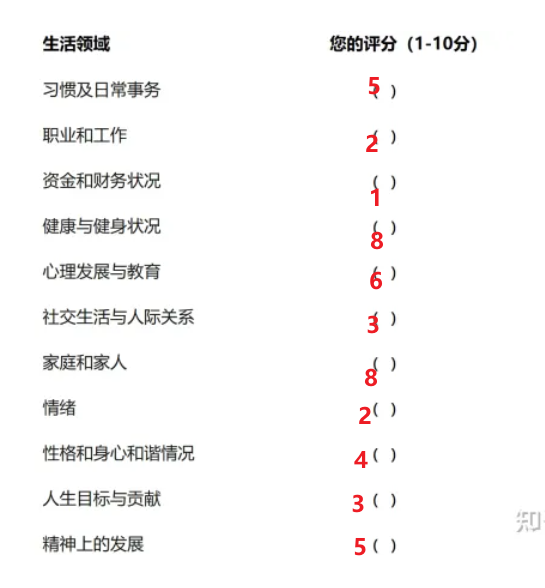 生活领域 您的评分（1-10分）
习惯及日常事务 5（ ）
职业和工作 2（ ）
资金和财务状况 1（ ）
健康与健身状况 8（ ）
心理发展与教育 6（ ）
社交生活与人际关系 3（ ）
家庭和家人 8（ ）
情绪 2（ ）
性格和身心和谐情况 4（ ）
人生目标与贡献 3（ ）
知
精神上的发展 5（ ）